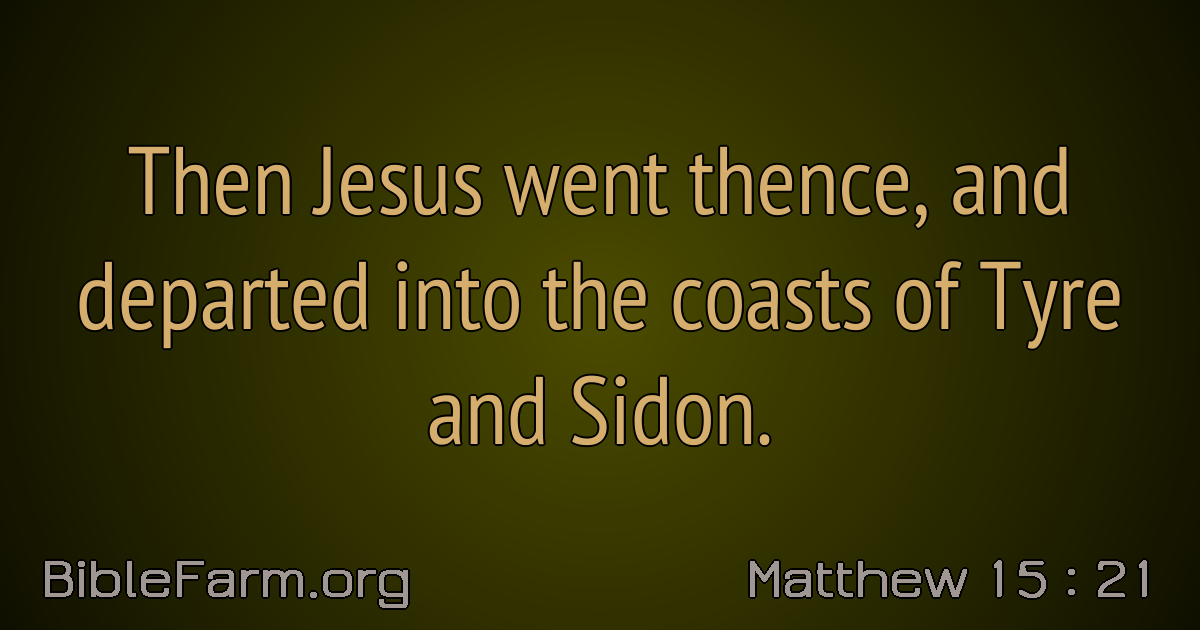 Then Jesus went thence, and
departed into the coasts of Tyre
and Sidon.
BibleFarm.org
Matthew 15 : 21